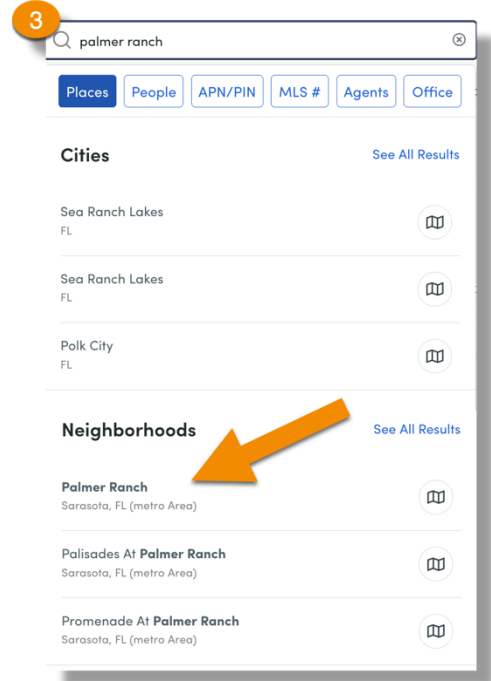 3
palmer ranch
Places People APN/PIN MLS # Agents Office
Cities See All Results
Sea Ranch Lakes
FL
Sea Ranch Lakes
FL
Polk City
FL
Neighborhoods See All Results
Palmer Ranch
Sarasota, FL (metro Area)
Palisades At Palmer Ranch
Sarasota, FL (metro Area)
Promenade At Palmer Ranch
Sarasota, FL (metro Area)